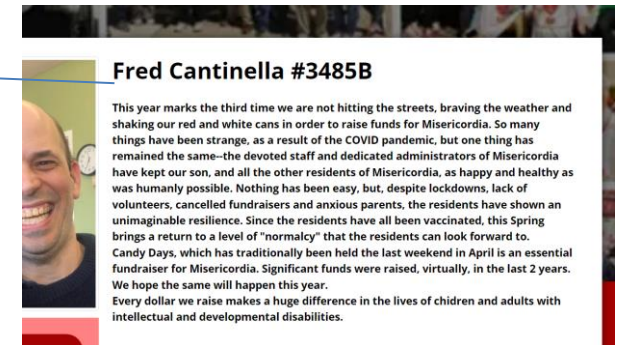 Fred Cantinella #3485B
This year marks the third time we are not hitting the streets, braving the weather and
shaking our red and white cans in order to raise funds for Misericordia. So many
things have been strange, as a result of the COVID pandemic, but one thing has
remained the same--the devoted staff and dedicated administrators of Misericordia
have kept our son, and all the other residents of Misericordia, as happy and healthy as
was humanly possible. Nothing has been easy, but, despite lockdowns, lack of
volunteers, cancelled fundraisers and anxious parents, the residents have shown an
unimaginable resilience. Since the residents have all been vaccinated, this Spring
brings a return to a level of "normalcy" that the residents can look forward to.
Candy Days, which has traditionally been held the last weekend in April is an essential
fundraiser for Misericordia. Significant funds were raised, virtually, in the last 2 years.
We hope the same will happen this year.
Every dollar we raise makes a huge difference in the lives of chidren and adults with
intellectual and developmental disabilities.